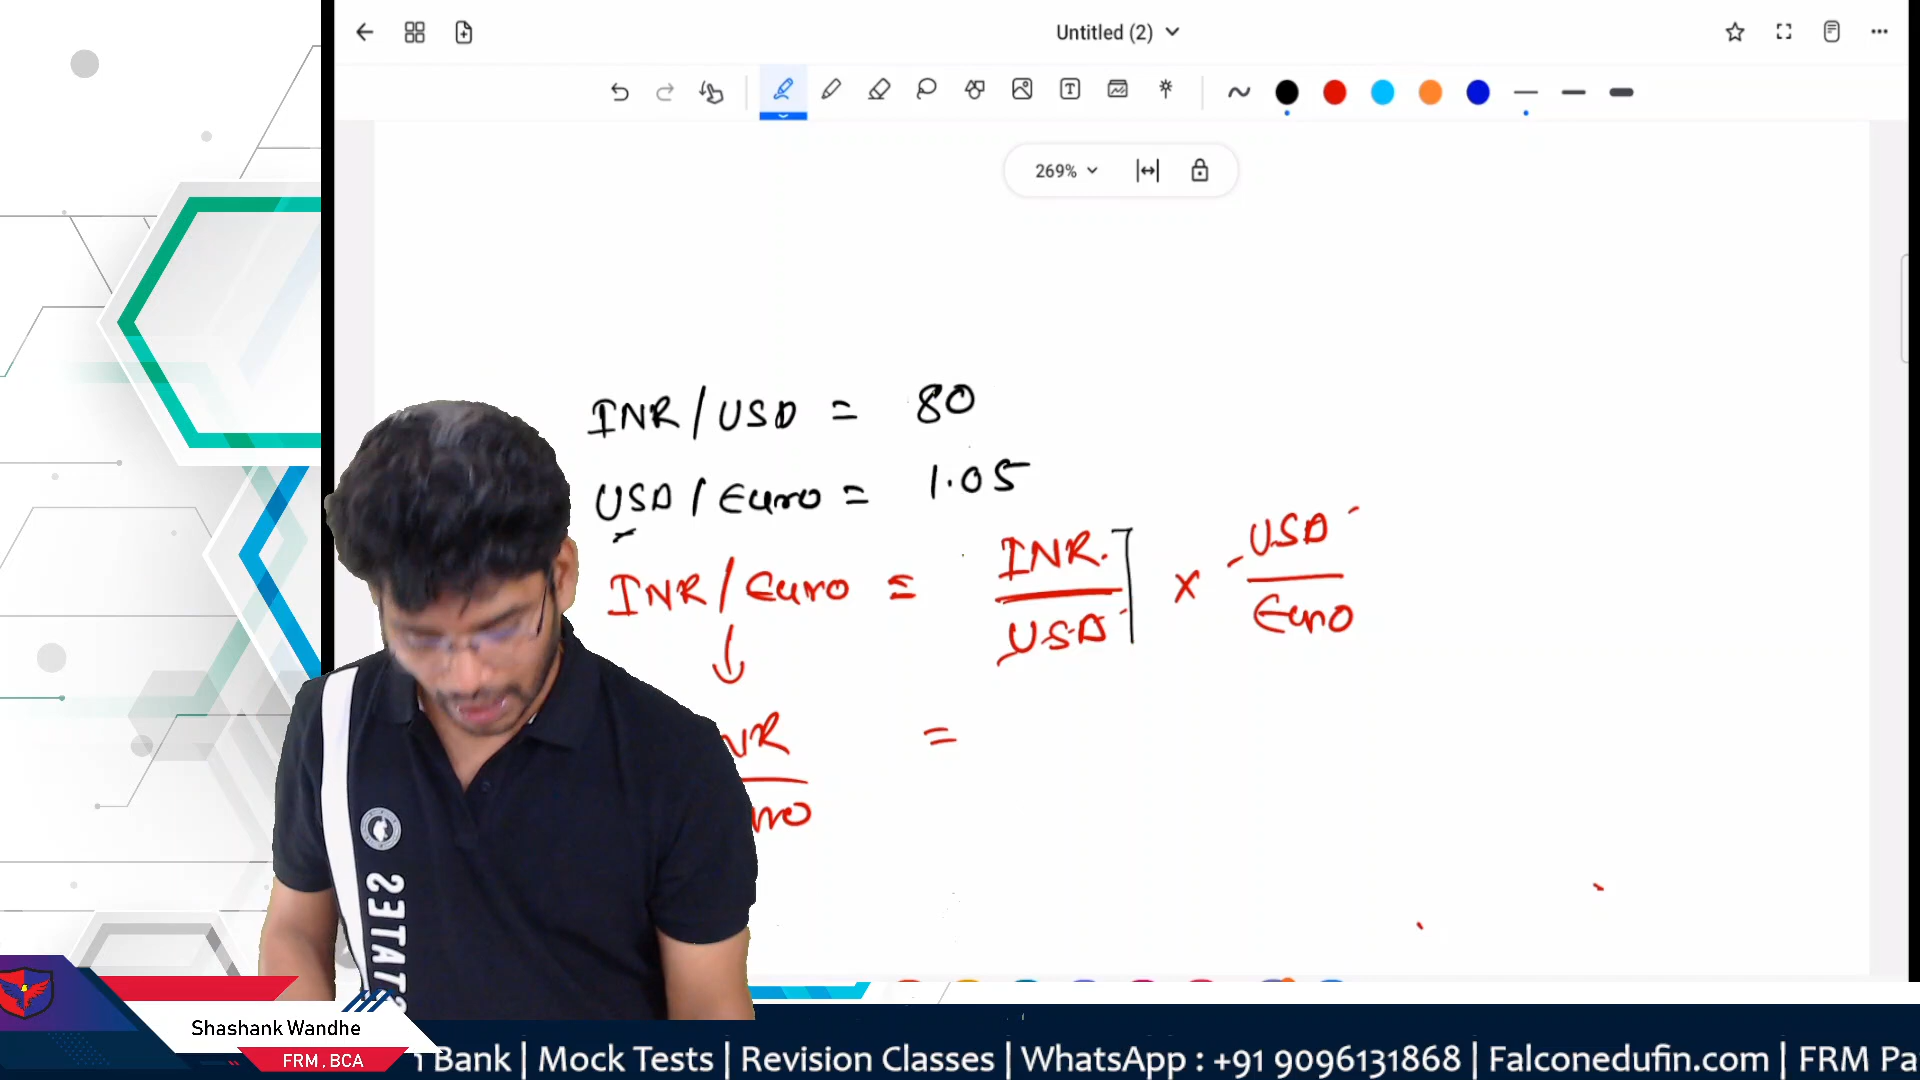 Untitled (2)
269%
INR/USD = 80
USD/Euro = 1.05
INR/Euro = INR/USD × USD/Euro
=
STATES
Shashank Wandhe
FRM, BCA
Bank | Mock Tests | Revision Classes | WhatsApp : +91 9096131868 | Falconedufin.com | FRM